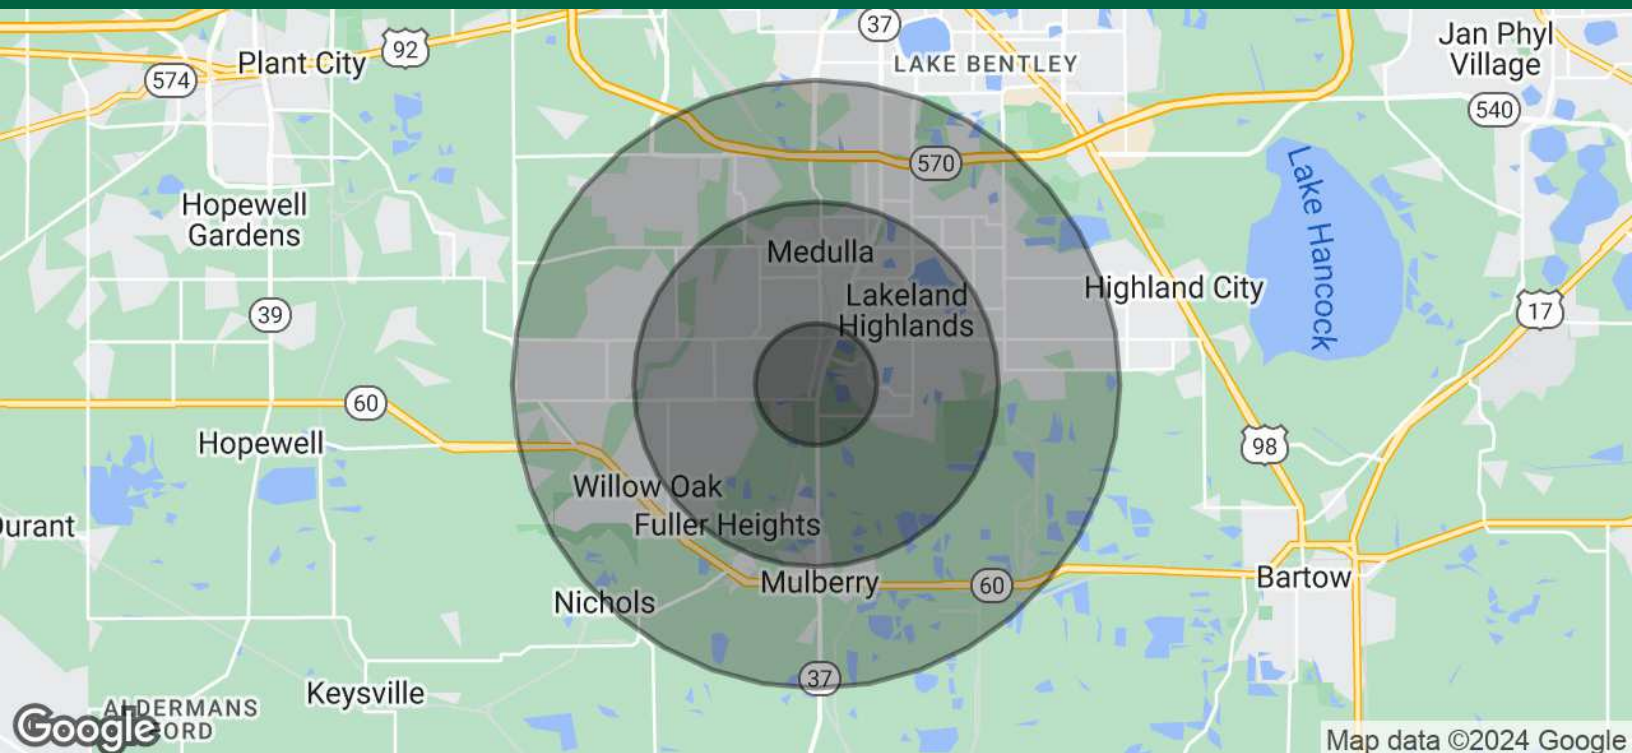 37
Jan Phyl
Village
92
Plant City
LAKE BENTLEY
574
540
570
Lake Hancock
Hopewell
Gardens
Medulla
Lakeland
Highlands
Highland City
39
17
60
Hopewell
98
Willow Oak
Fuller Heights
Durant
Mulberry
60
Bartow
Nichols
37
Keysville
ALDERMANS
FORD
Google
Map data ©2024 Google